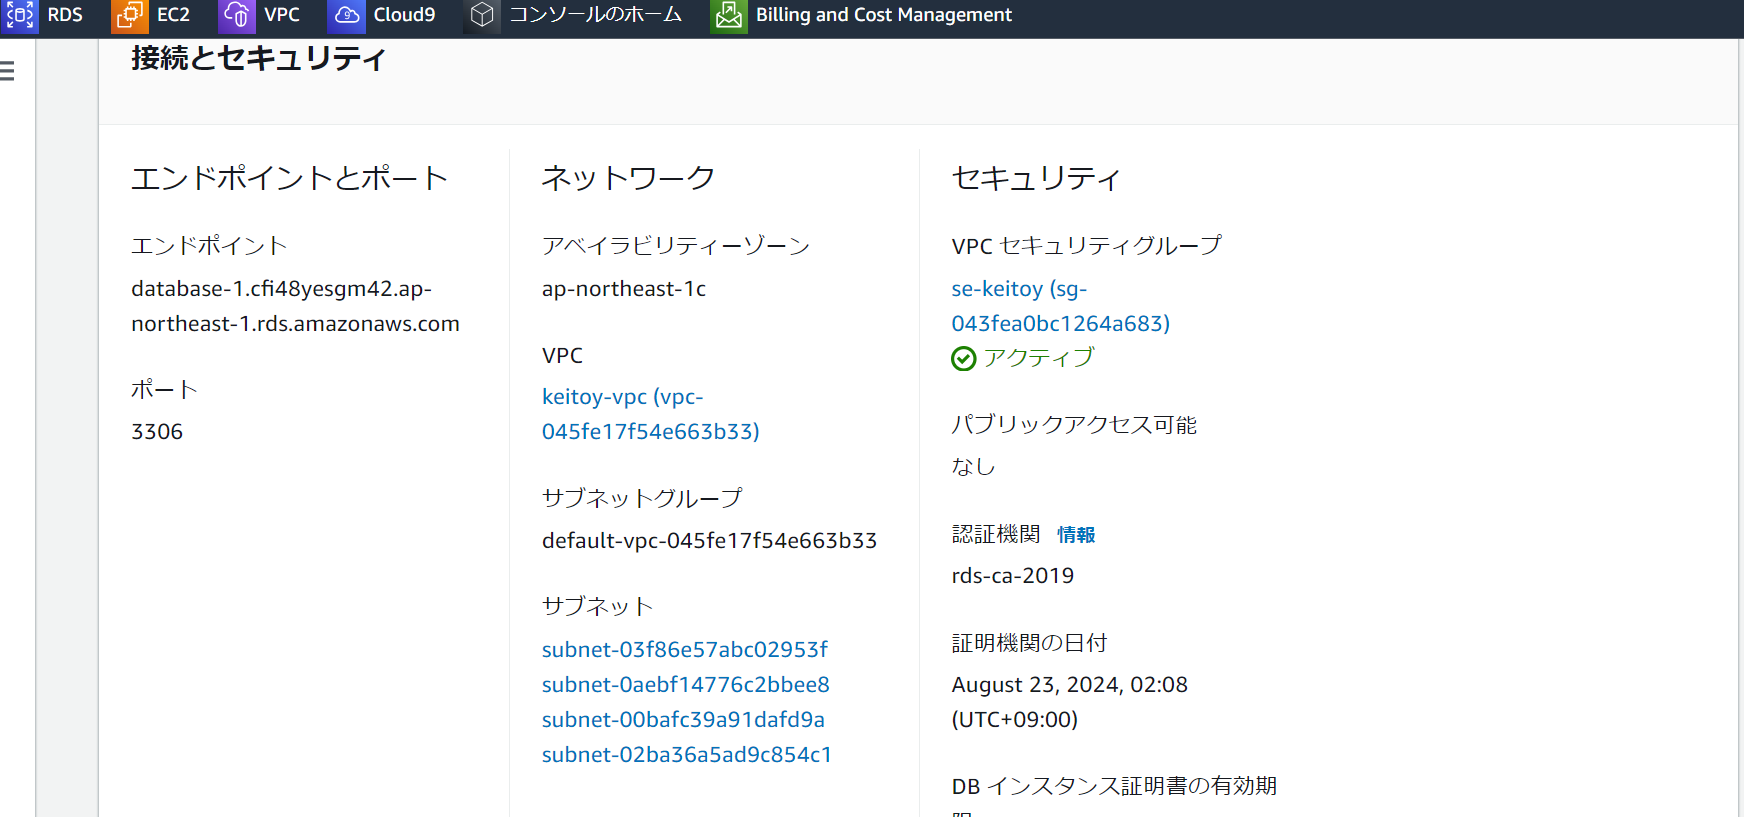 RDS EC2 VPC Cloud9 コンソールのホーム Billing and Cost Management
接続とセキュリティ
エンドポイントとポート
エンドポイント
database-1.cfi48yesgm42.ap-
northeast-1.rds.amazonaws.com
ポート
3306
ネットワーク
アベイラビリティーゾーン
ap-northeast-1c
VPC
keitoy-vpc (vpc-
045fe17f54e663b33)
サブネットグループ
default-vpc-045fe17f54e663b33
サブネット
subnet-03f86e57abc02953f
subnet-0aebf14776c2bbee8
subnet-00bafc39a91dafd9a
subnet-02ba36a5ad9c854c1
セキュリティ
VPC セキュリティグループ
se-keitoy (sg-
043fea0bc1264a683)
アクティブ
パブリックアクセス可能
なし
認証機関 情報
rds-ca-2019
証明機関の日付
August 23, 2024, 02:08
(UTC+09:00)
DB インスタンス証明書の有効期